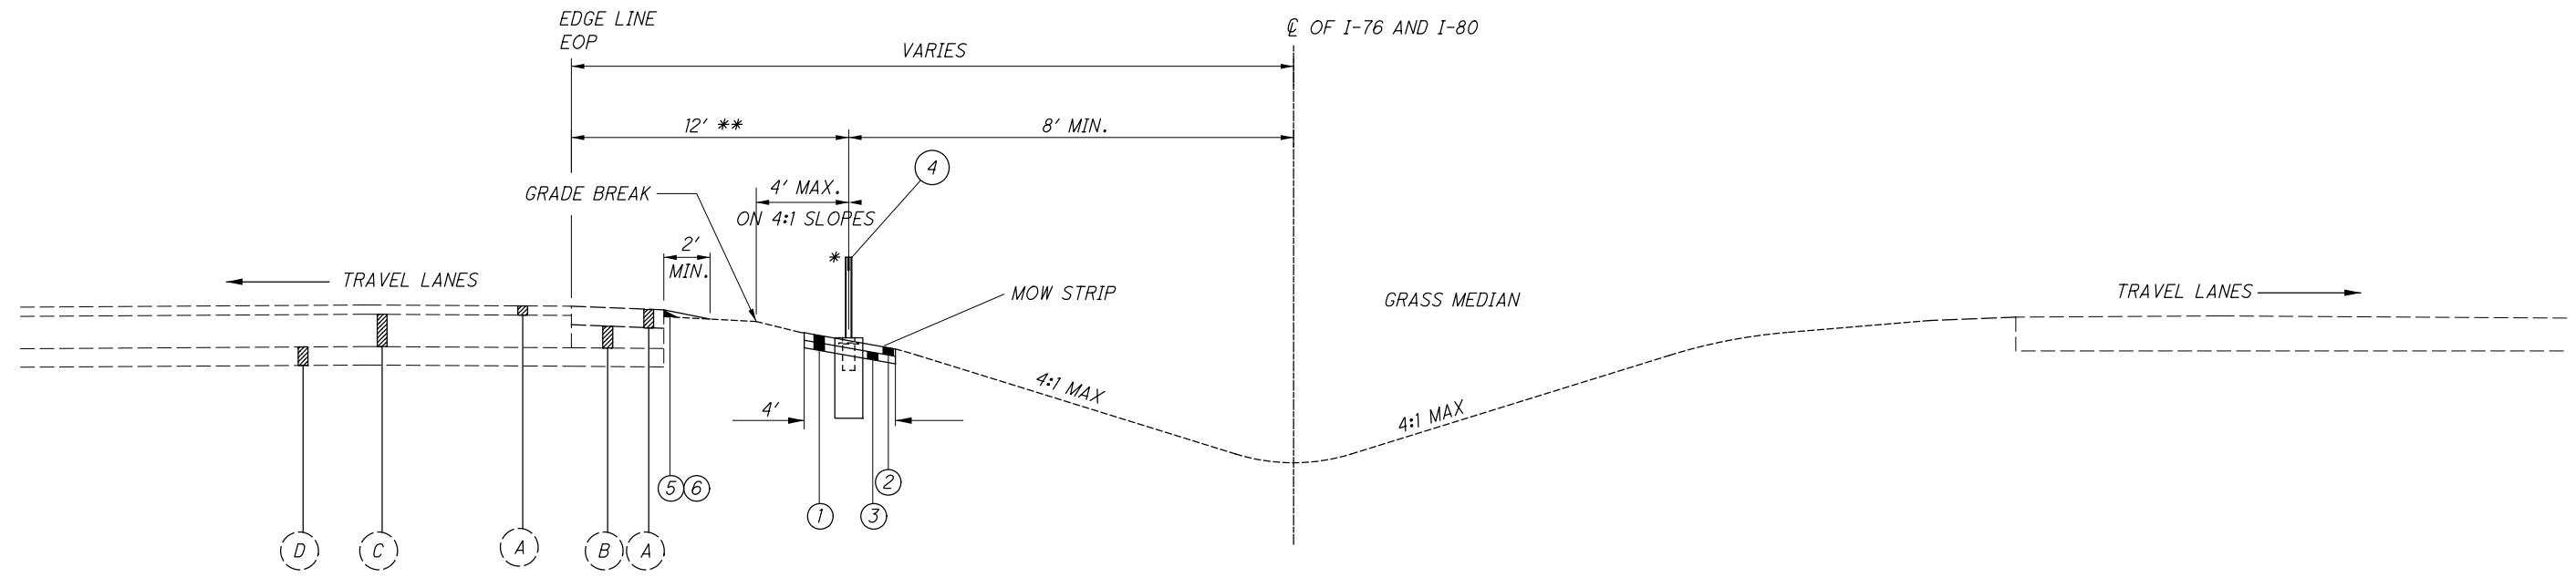 EDGE LINE
EOP
℄ OF I-76 AND I-80
VARIES
12' **
8' MIN.
4
GRADE BREAK
4' MAX.
ON 4:1 SLOPES
2'
MIN.
*
TRAVEL LANES
MOW STRIP
GRASS MEDIAN
TRAVEL LANES
4:1 MAX
4:1 MAX
4'
5 6
2
1
3
D
C
A
B
A